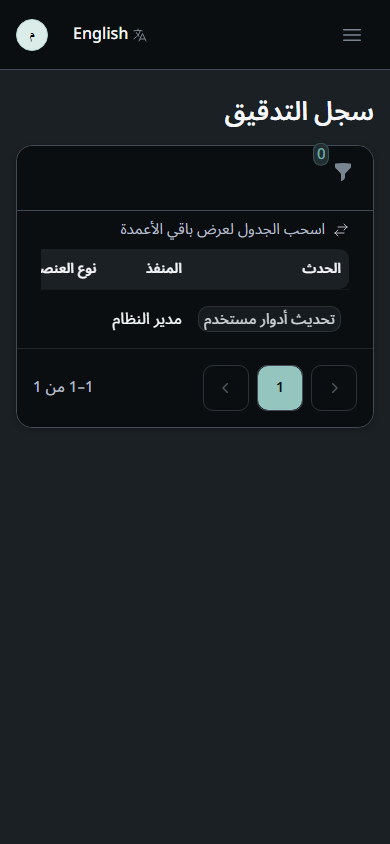 م
English
سجل التدقيق
0
اسحب الجدول لعرض باقي الأعمدة
الحدث المنفذ نوع
تحديث أدوار مستخدم مدير النظام
1
1–1 من 1